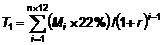 T₁ = ∑_{i=1}^{n×12} (Mᵢ × 22%)/(1+r)^{i−1}